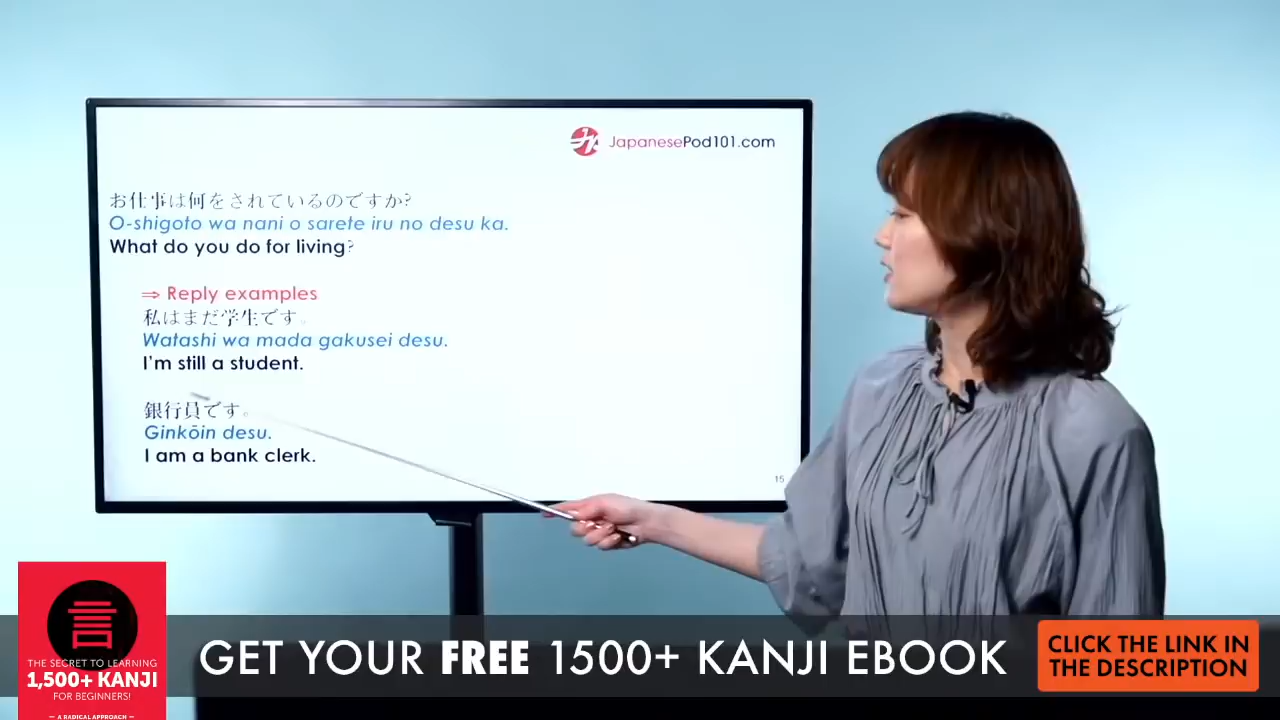 JapanesePod101.com
お仕事は何をされているのですか?
O-shigoto wa nani o sarete iru no desu ka.
What do you do for living?
⇒ Reply examples
私はまだ学生です。
Watashi wa mada gakusei desu.
I'm still a student.
銀行員です。
Ginkōin desu.
I am a bank clerk.
15
言
THE SECRET TO LEARNING
1,500+ KANJI
FOR BEGINNERS!
— A RADICAL APPROACH —
GET YOUR FREE 1500+ KANJI EBOOK
CLICK THE LINK IN
THE DESCRIPTION